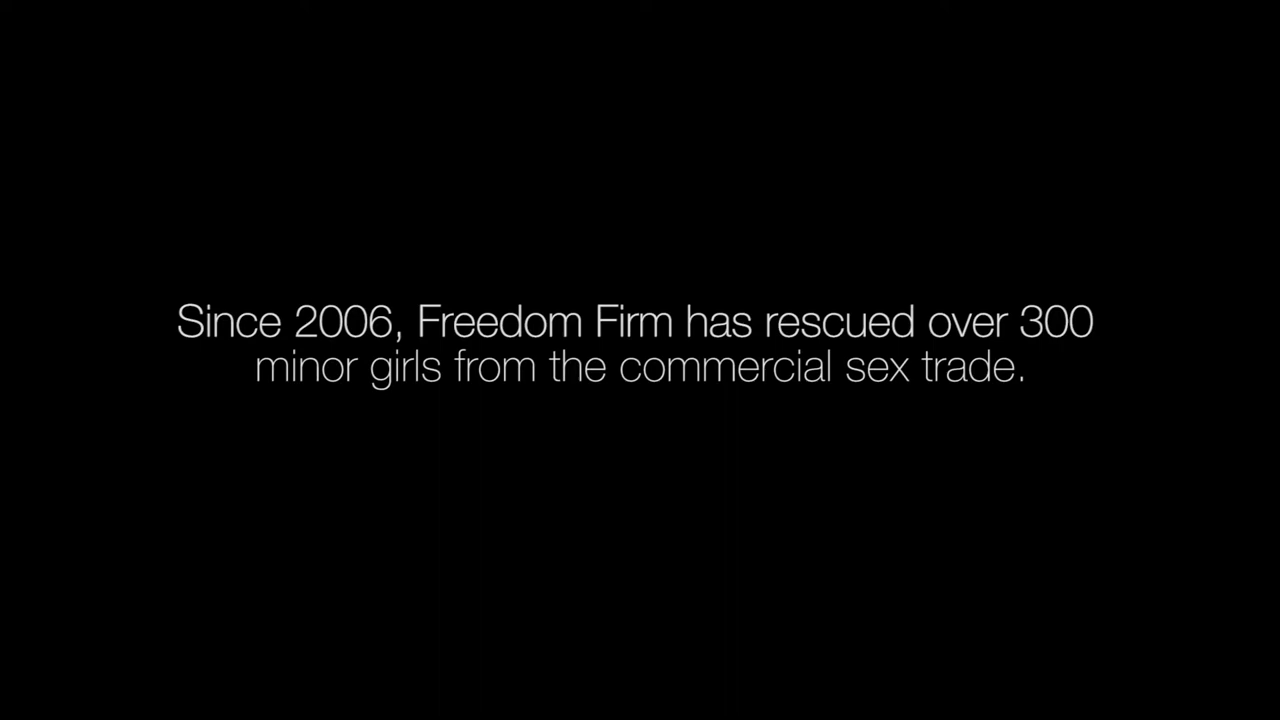 Since 2006, Freedom Firm has rescued over 300
minor girls from the commercial sex trade.